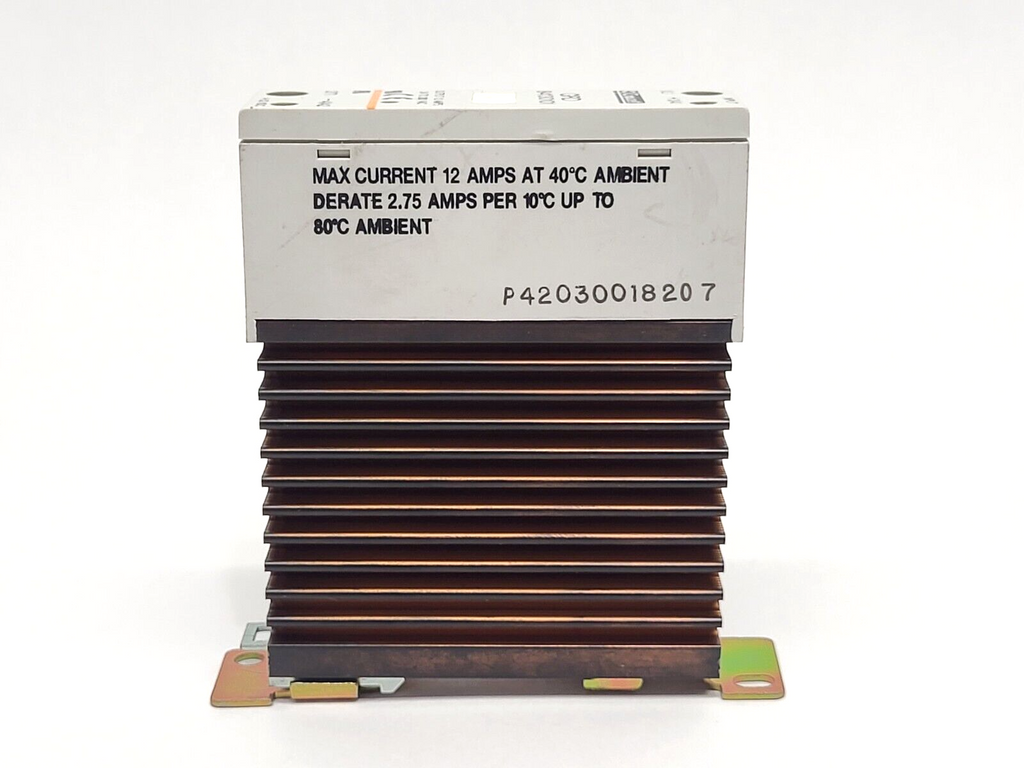 MAX CURRENT 12 AMPS AT 40°C AMBIENT
DERATE 2.75 AMPS PER 10°C UP TO
80°C AMBIENT
P42030018207